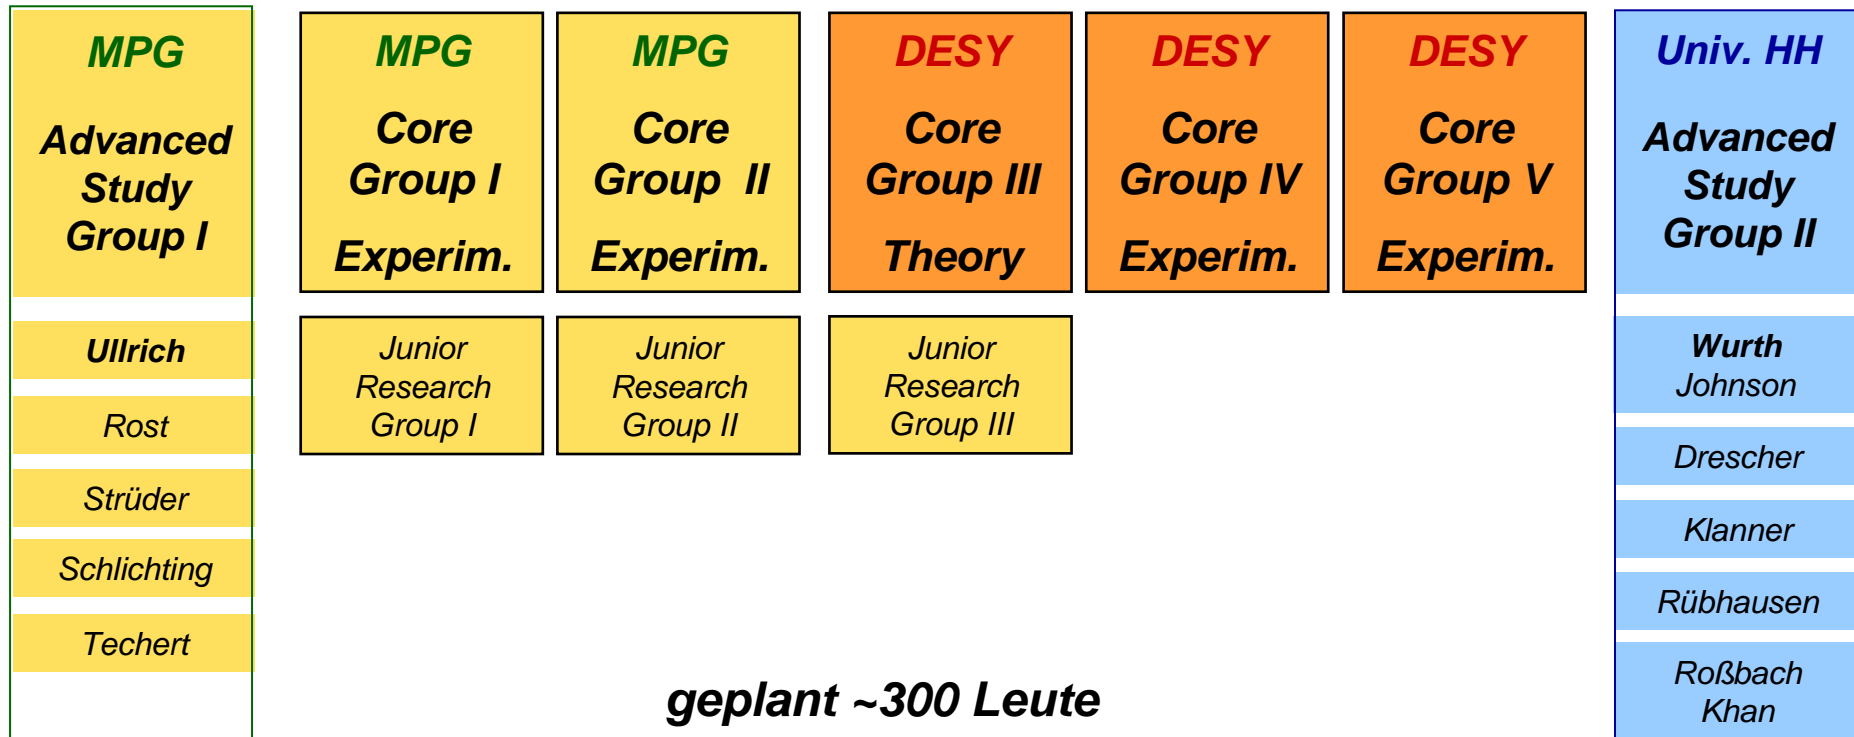 MPG
Advanced
Study
Group I
Ullrich
Rost
Strüder
Schlichting
Techert
MPG
Core
Group I
Experim.
Junior
Research
Group I
MPG
Core
Group II
Experim.
Junior
Research
Group II
DESY
Core
Group III
Theory
Junior
Research
Group III
DESY
Core
Group IV
Experim.
DESY
Core
Group V
Experim.
Univ. HH
Advanced
Study
Group II
Wurth
Johnson
Drescher
Klanner
Rübhausen
Roßbach
Khan
geplant ~300 Leute